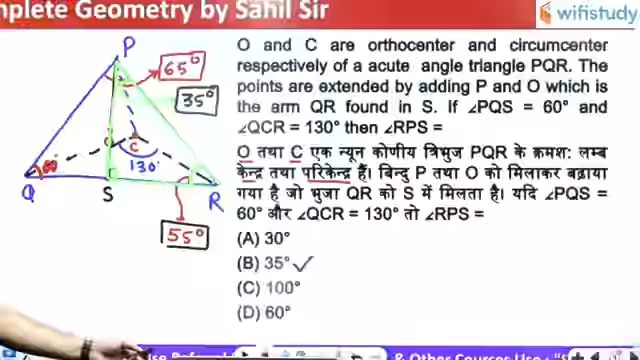 mplete Geometry by Sahil Sir
wifistudy
O and C are orthocenter and circumcenter
respectively of a acute angle triangle PQR. The
points are extended by adding P and O which is
the arm QR found in S. If ∠PQS = 60° and
∠QCR = 130° then ∠RPS =
O तथा C एक न्यून कोणीय त्रिभुज PQR के क्रमश: लम्ब
केन्द्र तथा परिकेन्द्र हैं। बिन्दु P तथा O को मिलाकर बढ़ाया
गया है जो भुजा QR को S में मिलता है। यदि ∠PQS =
60° और ∠QCR = 130° तो ∠RPS =
(A) 30°
(B) 35° ✓
(C) 100°
(D) 60°
P
65°
35°
O
C
60
130°
Q
S
R
55°
& Other Courses Use : "S